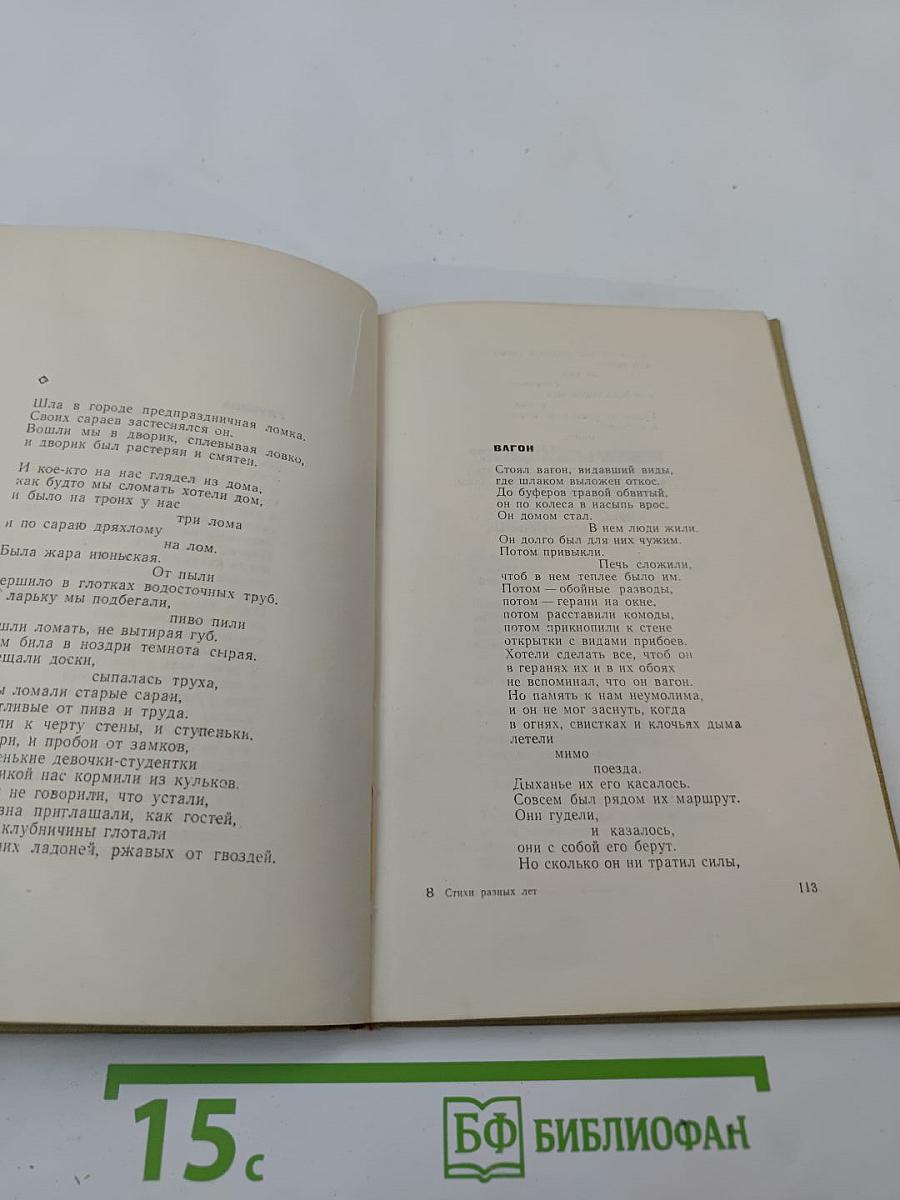 Шла в городе предпраздничная ломка.
Своих сараев застеснялся он.
Вошли мы в дворик, сплевывая ловко,
и дворик был растерян и смятен.
И кое-кто на нас глядел из дома,
как будто мы сломать хотели дом,
и было на троих у нас
три лома
и по сараю дряхлому
на лом.
Была жара июньская.
От пыли
ершило в глотках водосточных труб.
ларьку мы подбегали,
пиво пили
шли ломать, не вытирая губ.
м била в ноздри темнота сырая.
ещали доски,
сыпалась труха,
ы ломали старые сараи,
тливые от пива и труда.
ли к черту стены, и ступеньки,
ри, и пробои от замков,
енькие девочки-студентки
икой нас кормили из кульков.
не говорили, что устали,
вна приглашали, как гостей,
клубничины глотали
их ладоней, ржавых от гвоздей.
ВАГОН
Стоял вагон, видавший виды,
где шлаком выложен откос.
До буферов травой обвитый,
он по колеса в насыпь врос.
Он домом стал.
В нем люди жили.
Он долго был для них чужим.
Потом привыкли.
Печь сложили,
чтоб в нем теплее было им.
Потом — обойные разводы,
потом — герани на окне,
потом расставили комоды,
потом прикнопили к стене
открытки с видами прибоев.
Хотели сделать все, чтоб он
в геранях их и в их обоях
не вспоминал, что он вагон.
Но память к нам неумолима,
и он не мог заснуть, когда
в огнях, свистках и клочьях дыма
летели
мимо
поезда.
Дыханье их его касалось.
Совсем был рядом их маршрут.
Они гудели,
и казалось,
они с собой его берут.
Но сколько он ни тратил силы,
8 Стихи разных лет
113
15 с
БФ БИБЛИОФАН